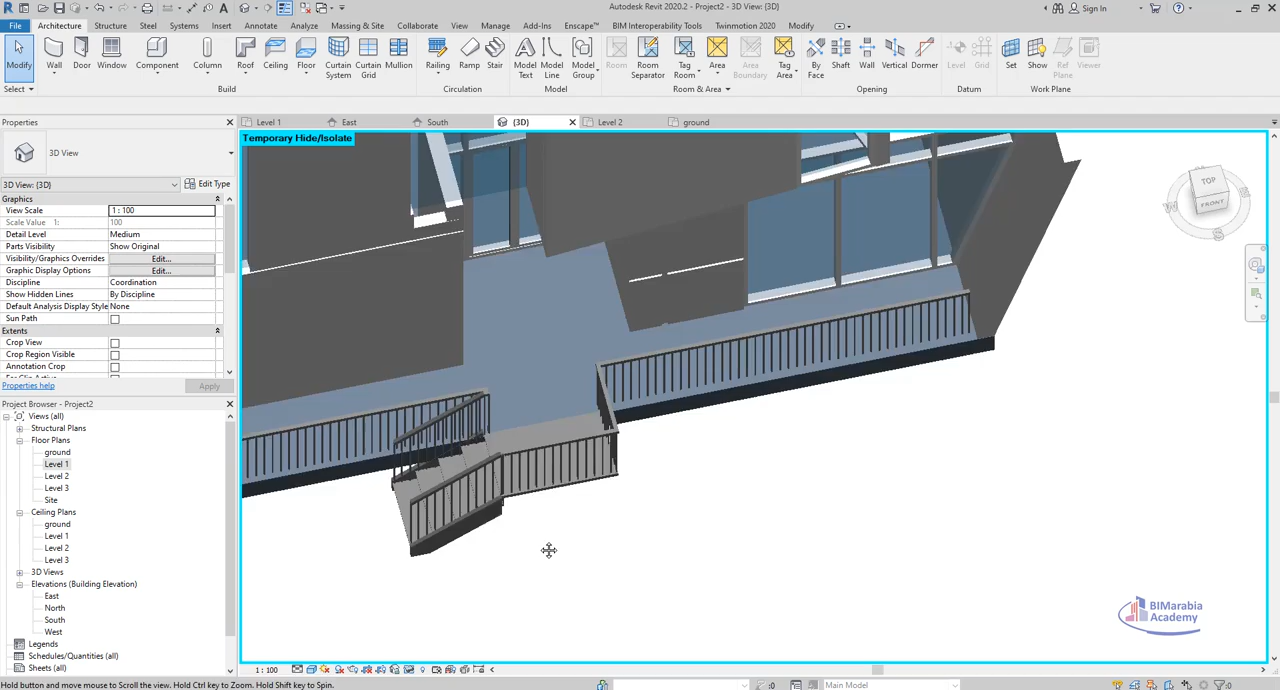 Autodesk Revit 2020.2 - Project2 - 3D View: {3D}
Sign In
File Architecture Structure Steel Systems Insert Annotate Analyze Massing & Site Collaborate View Manage Add-Ins Enscape™ BIM Interoperability Tools Twinmotion 2020 Modify
Modify Wall Door Window Component Column Roof Ceiling Floor Curtain System Curtain Grid Mullion Railing Ramp Stair Model Text Model Line Model Group Room Room Separator Tag Room Area Area Boundary Tag Area By Face Shaft Wall Vertical Dormer Level Grid Set Show Ref Plane Viewer
Select Build Circulation Model Room & Area Opening Datum Work Plane
Properties
Level 1 East South {3D} Level 2 ground
Temporary Hide/Isolate
3D View
3D View: {3D} Edit Type
Graphics
View Scale 1 : 100
Scale Value 1: 100
Detail Level Medium
Parts Visibility Show Original
Visibility/Graphics Overrides Edit...
Graphic Display Options Edit...
Discipline Coordination
Show Hidden Lines By Discipline
Default Analysis Display Style None
Sun Path
Extents
Crop View
Crop Region Visible
Annotation Crop
Properties help Apply
Project Browser - Project2
Views (all)
Structural Plans
Floor Plans
ground
Level 1
Level 2
Level 3
Site
Ceiling Plans
ground
Level 1
Level 2
Level 3
3D Views
Elevations (Building Elevation)
East
North
South
West
Legends
Schedules/Quantities (all)
Sheets (all)
TOP
FRONT
W
S
BIMarabia
Academy
1 : 100
Hold button and move mouse to Scroll the view. Hold Ctrl key to Zoom. Hold Shift key to Spin.
:0 Main Model :0